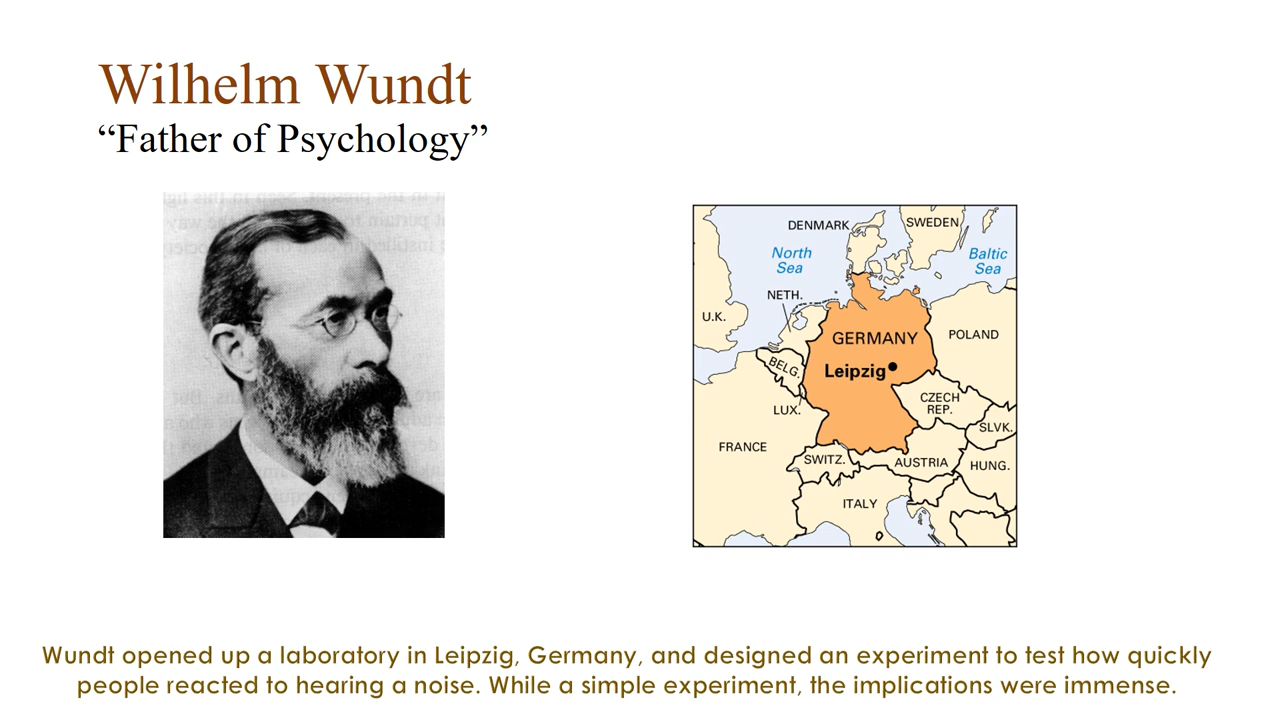 Wilhelm Wundt
“Father of Psychology”
DENMARK
SWEDEN
North
Sea
Baltic
Sea
NETH.
U.K.
GERMANY
POLAND
BELG.
Leipzig
LUX.
CZECH
REP.
SLVK.
FRANCE
SWITZ.
AUSTRIA
HUNG.
ITALY
Wundt opened up a laboratory in Leipzig, Germany, and designed an experiment to test how quickly
people reacted to hearing a noise. While a simple experiment, the implications were immense.